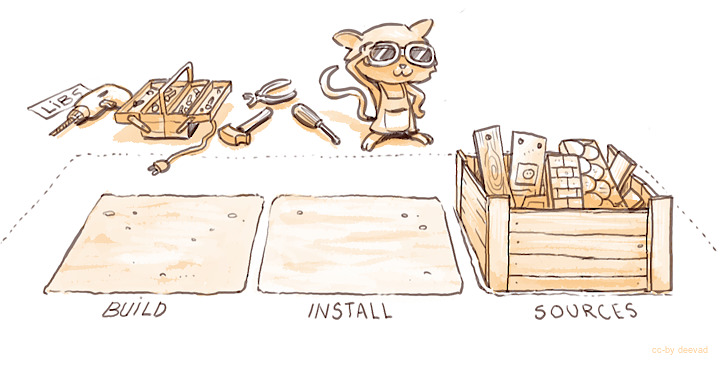 LiBS
BUiLD
INSTALL
SOURCES
cc-by deevad